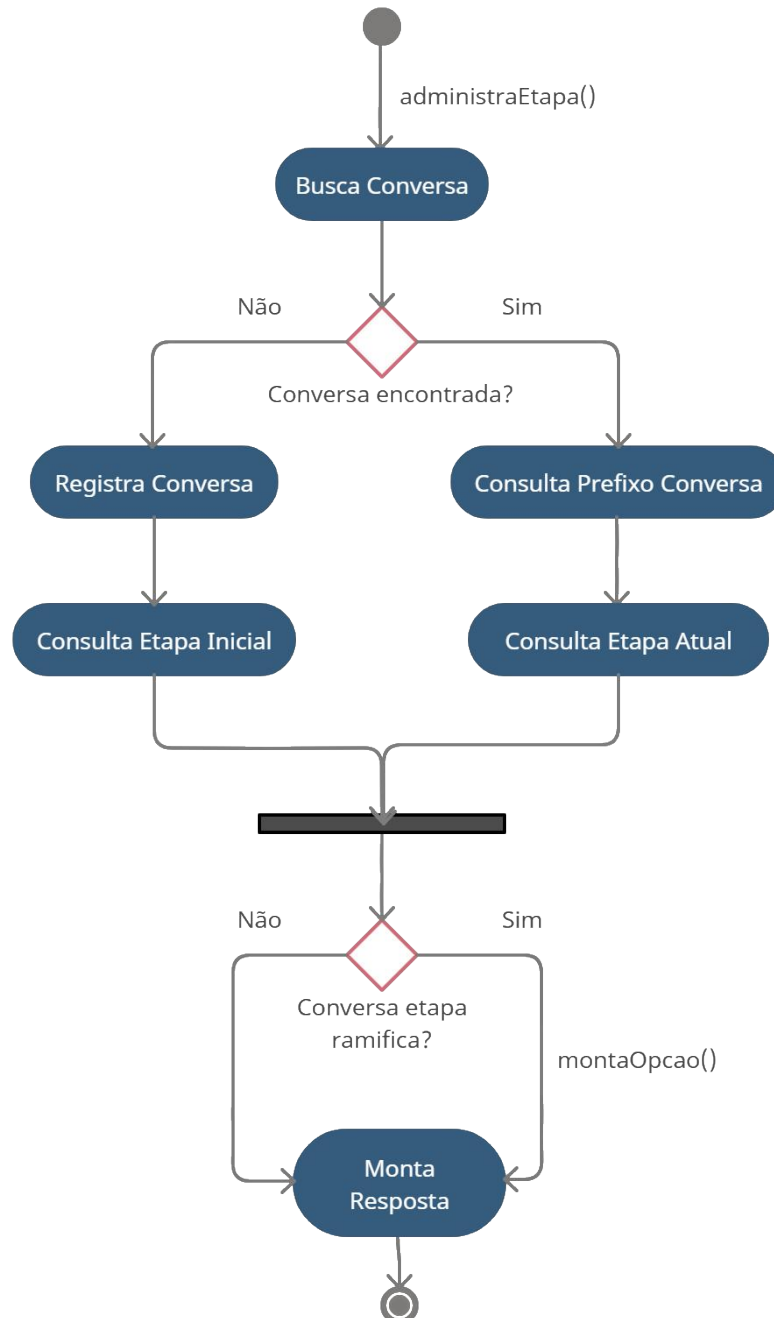 administraEtapa()
Busca Conversa
Não
Sim
Conversa encontrada?
Registra Conversa
Consulta Prefixo Conversa
Consulta Etapa Inicial
Consulta Etapa Atual
Não
Sim
Conversa etapa
ramifica?
montaOpcao()
Monta
Resposta